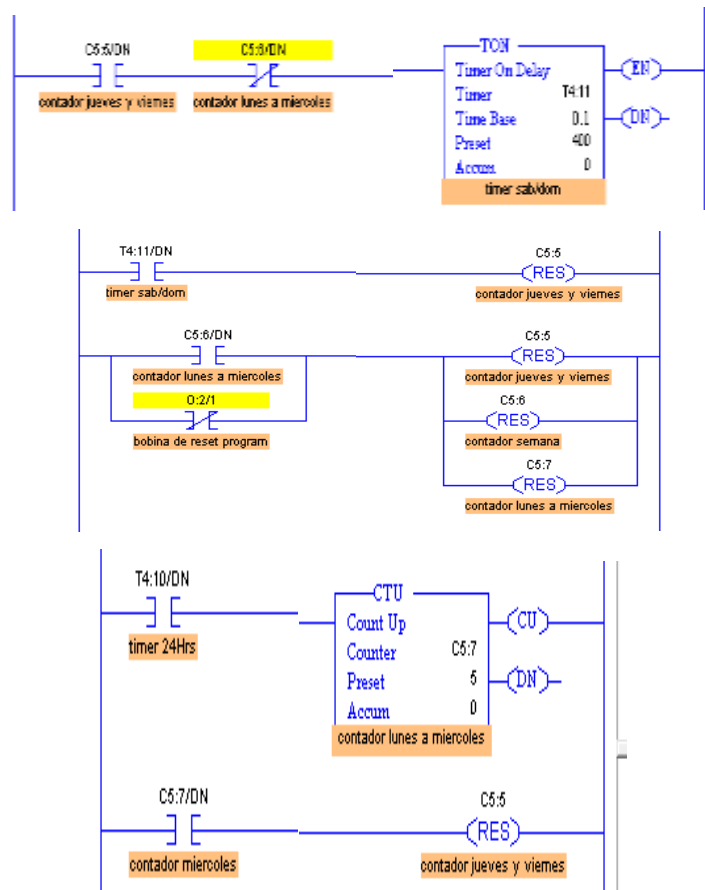 C5:5/DN
contador jueves y viernes
C5:6/DN
contador lunes a miercoles
TON
Timer On Delay
Timer T4:11
Time Base 0.1
Preset 400
Accum 0
timer sab/dom
(EN)
(DN)
T4:11/DN
timer sab/dom
C5:5
(RES)
contador jueves y viernes
C5:6/DN
contador lunes a miercoles
O:2/1
bobina de reset program
C5:5
(RES)
contador jueves y viernes
C5:6
(RES)
contador semana
C5:7
(RES)
contador lunes a miercoles
T4:10/DN
timer 24Hrs
CTU
Count Up
Counter C5:7
Preset 5
Accum 0
contador lunes a miercoles
(CU)
(DN)
C5:7/DN
contador miercoles
C5:5
(RES)
contador jueves y viernes